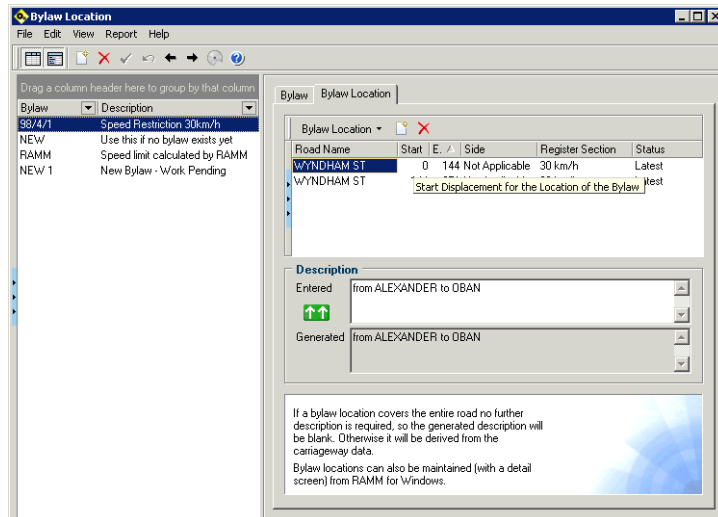 Bylaw Location
File Edit View Report Help
Drag a column header here to group by that column
Bylaw Description
98/4/1 Speed Restriction 30km/h
NEW Use this if no bylaw exists yet
RAMM Speed limit calculated by RAMM
NEW 1 New Bylaw - Work Pending
Bylaw Bylaw Location
Bylaw Location
Road Name Start E. Side Register Section Status
WYNDHAM ST 0 144 Not Applicable 30 km/h Latest
WYNDHAM ST
Start Displacement for the Location of the Bylaw
Description
Entered from ALEXANDER to OBAN
Generated from ALEXANDER to OBAN
If a bylaw location covers the entire road no further
description is required, so the generated description will
be blank. Otherwise it will be derived from the
carriageway data.
Bylaw locations can also be maintained (with a detail
screen) from RAMM for Windows.